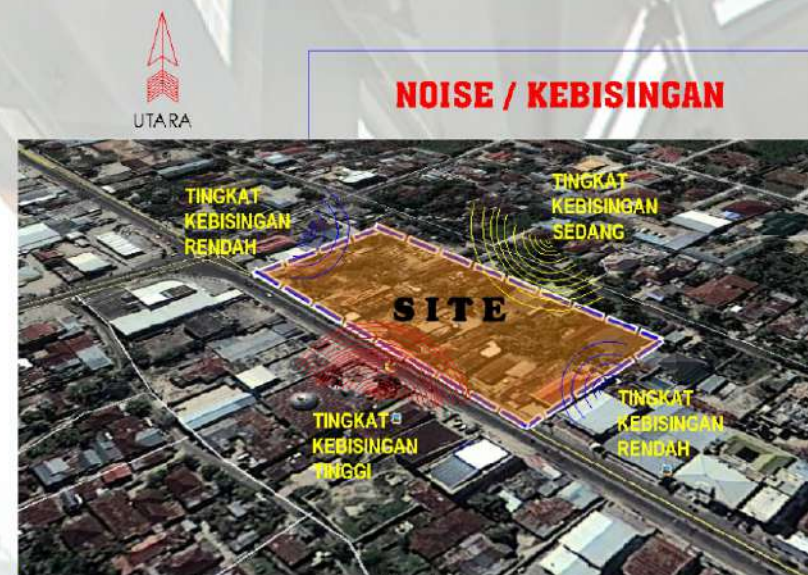 UTARA
NOISE / KEBISINGAN
TINGKAT
KEBISINGAN
RENDAH
TINGKAT
KEBISINGAN
SEDANG
SITE
TINGKAT
KEBISINGAN
TINGGI
TINGKAT
KEBISINGAN
RENDAH